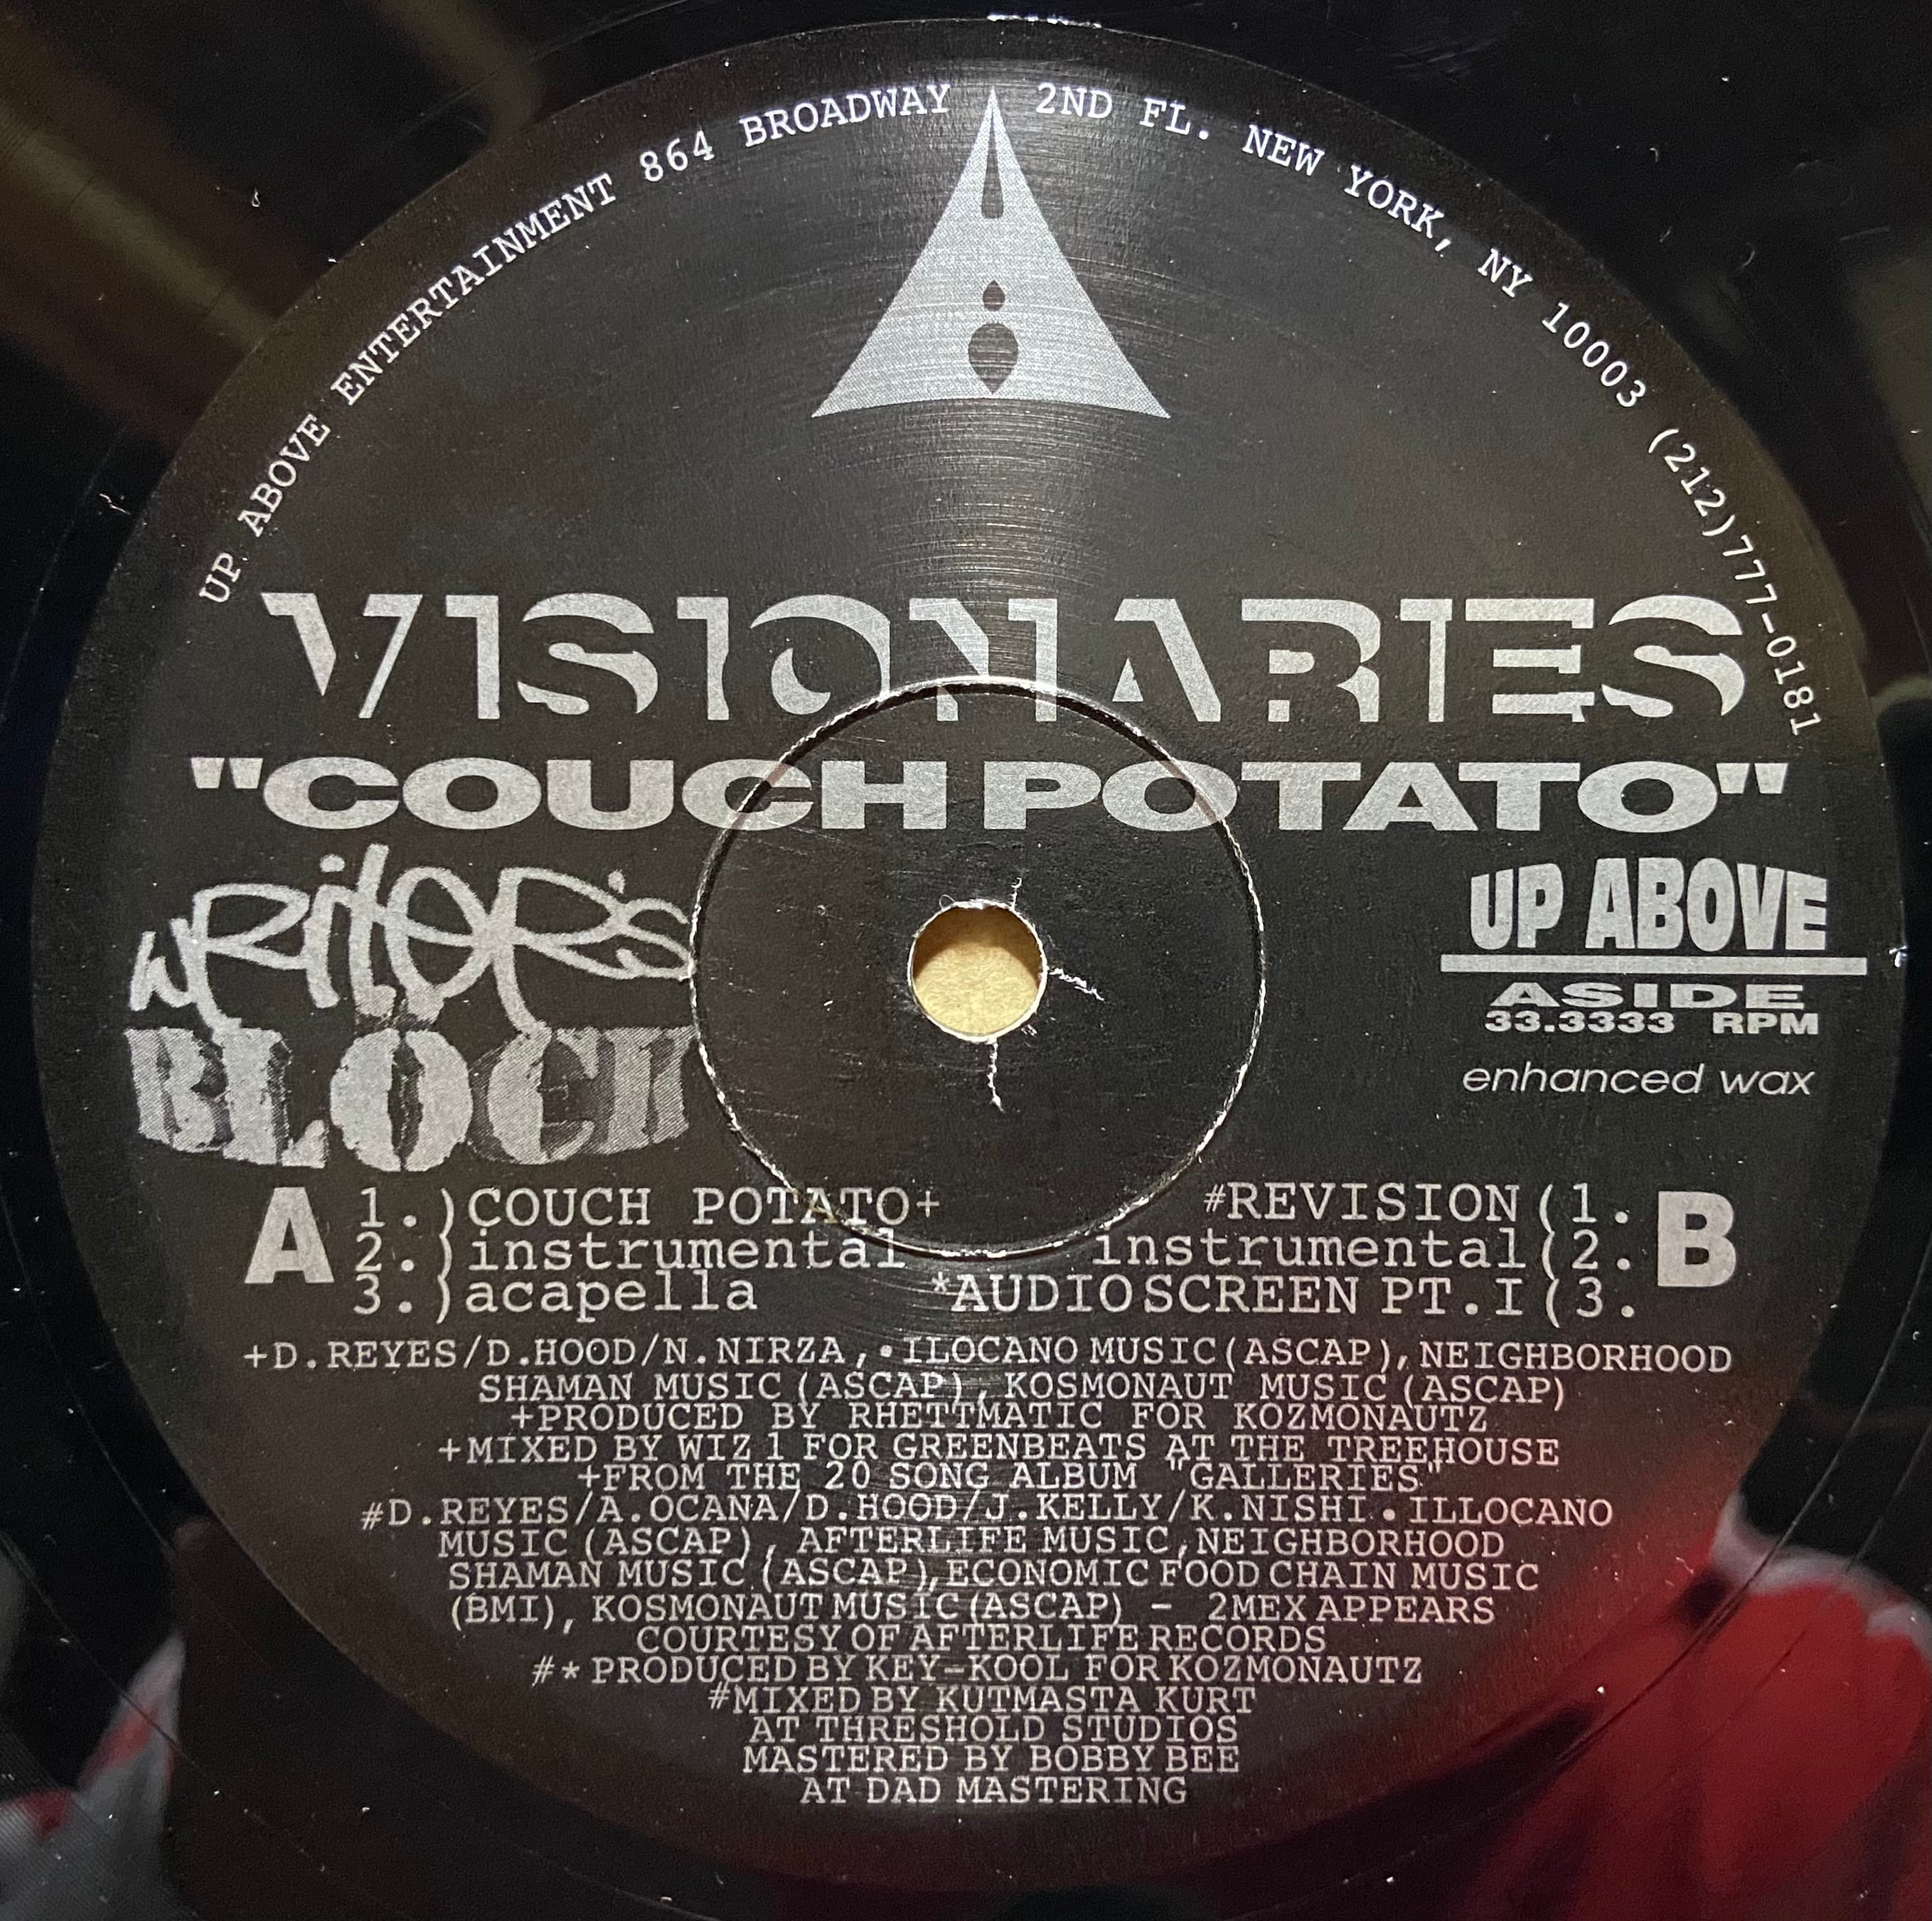 UP ABOVE ENTERTAINMENT 864 BROADWAY 2ND FL. NEW YORK, NY 10003 (212)777-0181
VISIONARIES
"COUCH POTATO"
WRITER'S
BLOCK
UP ABOVE
ASIDE
33.3333 RPM
enhanced wax
A
1.)COUCH POTATO+
2.)instrumental
3.)acapella
#REVISION(1.
instrumental(2.
*AUDIOSCREEN PT.I(3.
B
+D.REYES/D.HOOD/N.NIRZA,•ILOCANO MUSIC(ASCAP),NEIGHBORHOOD
SHAMAN MUSIC(ASCAP), KOSMONAUT MUSIC(ASCAP)
+PRODUCED BY RHETTMATIC FOR KOZMONAUTZ
+MIXED BY WIZ 1 FOR GREENBEATS AT THE TREEHOUSE
+FROM THE 20 SONG ALBUM "GALLERIES"
#D.REYES/A.OCANA/D.HOOD/J.KELLY/K.NISHI•ILLOCANO
MUSIC (ASCAP), AFTERLIFE MUSIC,NEIGHBORHOOD
SHAMAN MUSIC(ASCAP),ECONOMIC FOOD CHAIN MUSIC
(BMI), KOSMONAUT MUSIC(ASCAP) - 2MEX APPEARS
COURTESY OF AFTERLIFE RECORDS
#*PRODUCED BY KEY-KOOL FOR KOZMONAUTZ
#MIXED BY KUTMASTA KURT
AT THRESHOLD STUDIOS
MASTERED BY BOBBY BEE
AT DAD MASTERING